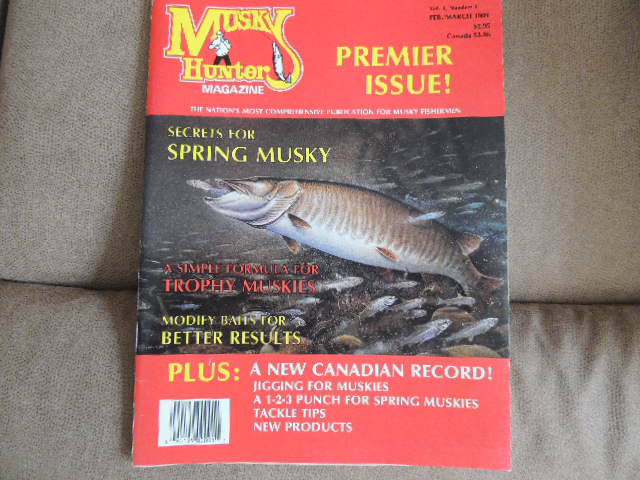 Vol. 1, Number 1
FEB./MARCH 1989
$2.95
Canada $3.86
MUSKY
HUNTER
MAGAZINE
PREMIER
ISSUE!
THE NATION'S MOST COMPREHENSIVE PUBLICATION FOR MUSKY FISHERMEN
SECRETS FOR
SPRING MUSKY
A SIMPLE FORMULA FOR
TROPHY MUSKIES
MODIFY BAITS FOR
BETTER RESULTS
PLUS: A NEW CANADIAN RECORD!
JIGGING FOR MUSKIES
A 1-2-3 PUNCH FOR SPRING MUSKIES
TACKLE TIPS
NEW PRODUCTS